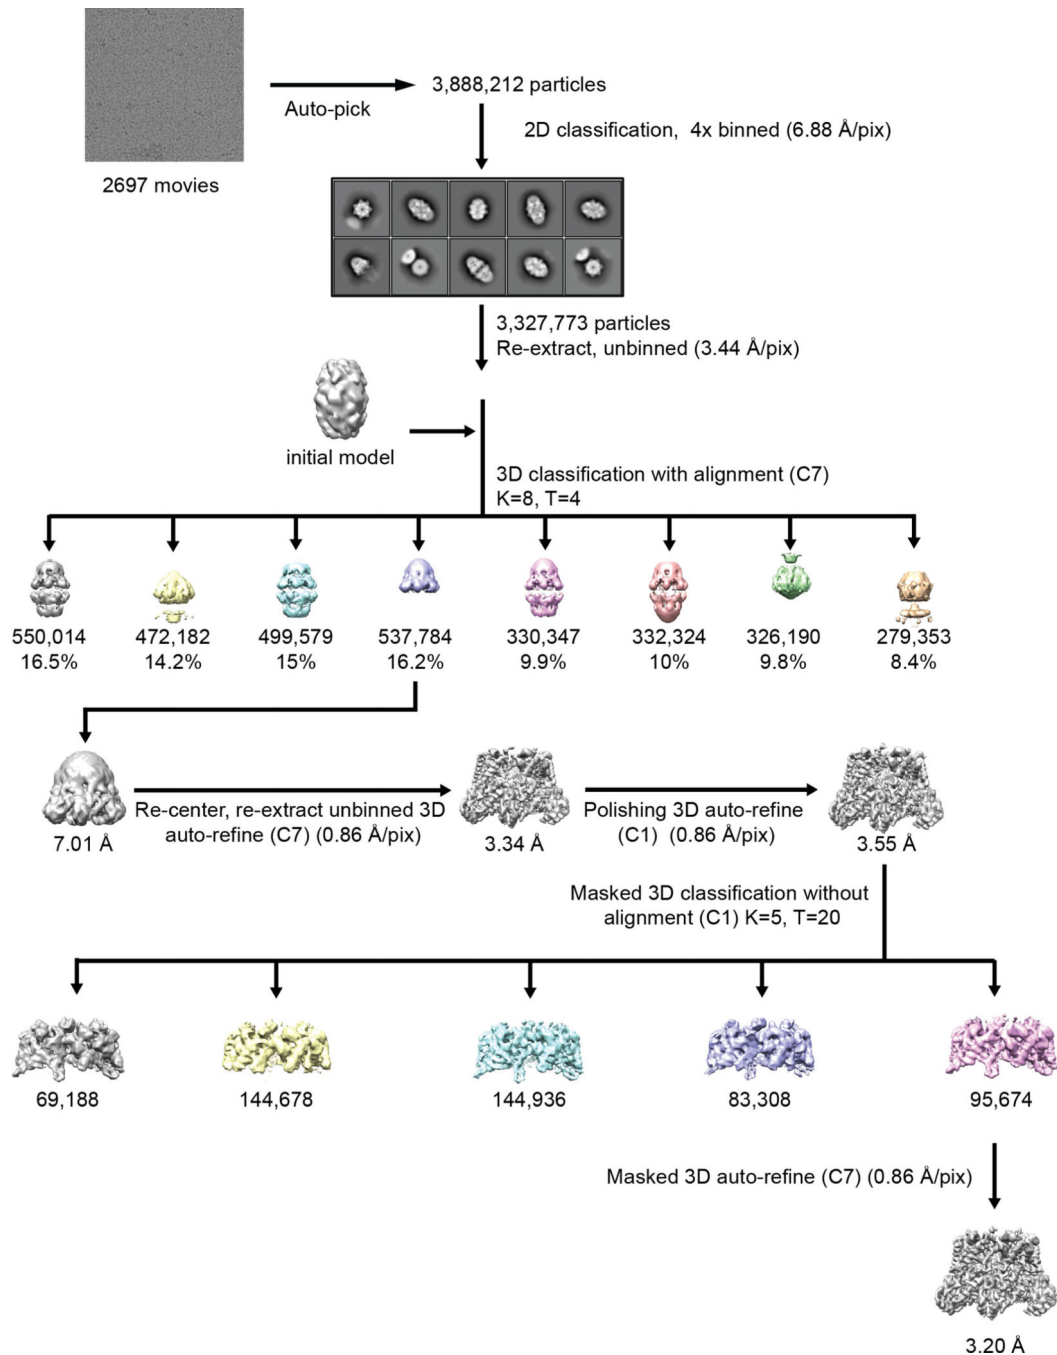 3,888,212 particles
Auto-pick
2D classification, 4x binned (6.88 Å/pix)
2697 movies
3,327,773 particles
Re-extract, unbinned (3.44 Å/pix)
initial model
3D classification with alignment (C7)
K=8, T=4
550,014 472,182 499,579 537,784 330,347 332,324 326,190 279,353
16.5% 14.2% 15% 16.2% 9.9% 10% 9.8% 8.4%
Re-center, re-extract unbinned 3D
auto-refine (C7) (0.86 Å/pix)
Polishing 3D auto-refine
(C1) (0.86 Å/pix)
7.01 Å 3.34 Å 3.55 Å
Masked 3D classification without
alignment (C1) K=5, T=20
69,188 144,678 144,936 83,308 95,674
Masked 3D auto-refine (C7) (0.86 Å/pix)
3.20 Å